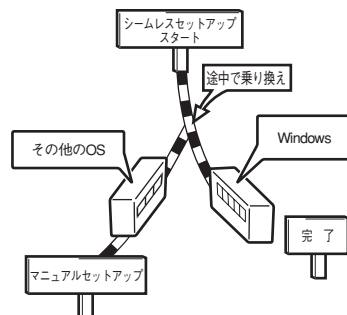 シームレスセットアップ
スタート
途中で乗り換え
その他のOS
Windows
完 了
マニュアルセットアップ